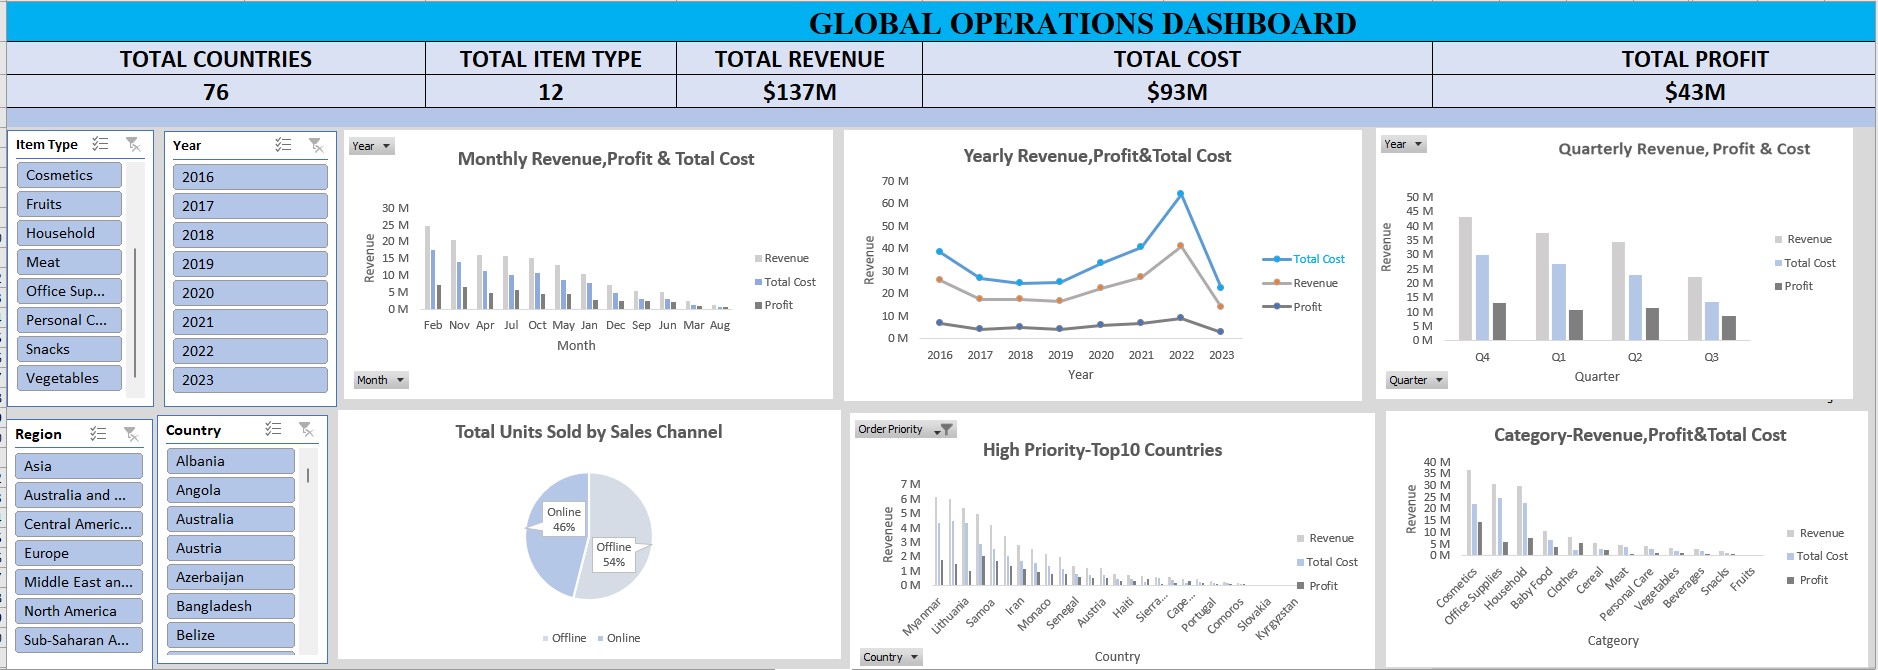 GLOBAL OPERATIONS DASHBOARD
TOTAL COUNTRIES TOTAL ITEM TYPE TOTAL REVENUE TOTAL COST TOTAL PROFIT
76 12 $137M $93M $43M
Item Type
Cosmetics
Fruits
Household
Meat
Office Sup...
Personal C...
Snacks
Vegetables
Year
2016
2017
2018
2019
2020
2021
2022
2023
Year
Monthly Revenue,Profit & Total Cost
30 M
25 M
20 M
15 M
10 M
5 M
0 M
Revenue
Feb Nov Apr Jul Oct May Jan Dec Sep Jun Mar Aug
Month
Revenue
Total Cost
Profit
Month
Yearly Revenue,Profit&Total Cost
70 M
60 M
50 M
40 M
30 M
20 M
10 M
0 M
Revenue
2016 2017 2018 2019 2020 2021 2022 2023
Year
Total Cost
Revenue
Profit
Year
Quarterly Revenue, Profit & Cost
50 M
45 M
40 M
35 M
30 M
25 M
20 M
15 M
10 M
5 M
0 M
Revenue
Q4 Q1 Q2 Q3
Quarter
Revenue
Total Cost
Profit
Quarter
Region
Asia
Australia and ...
Central Americ...
Europe
Middle East an...
North America
Sub-Saharan A...
Country
Albania
Angola
Australia
Austria
Azerbaijan
Bangladesh
Belize
Total Units Sold by Sales Channel
Online
46%
Offline
54%
Offline Online
Order Priority
High Priority-Top10 Countries
7 M
6 M
5 M
4 M
3 M
2 M
1 M
0 M
Reveneue
Myanmar Lithuania Samoa Iran Monaco Senegal Austria Haiti Sierra... Cape... Portugal Comoros Slovakia Kyrgyzstan
Country
Revenue
Total Cost
Profit
Country
Category-Revenue,Profit&Total Cost
40 M
35 M
30 M
25 M
20 M
15 M
10 M
5 M
0 M
Revenue
Cosmetics Office Supplies Household Baby Food Clothes Cereal Meat Personal Care Vegetables Beverages Snacks Fruits
Catgeory
Revenue
Total Cost
Profit